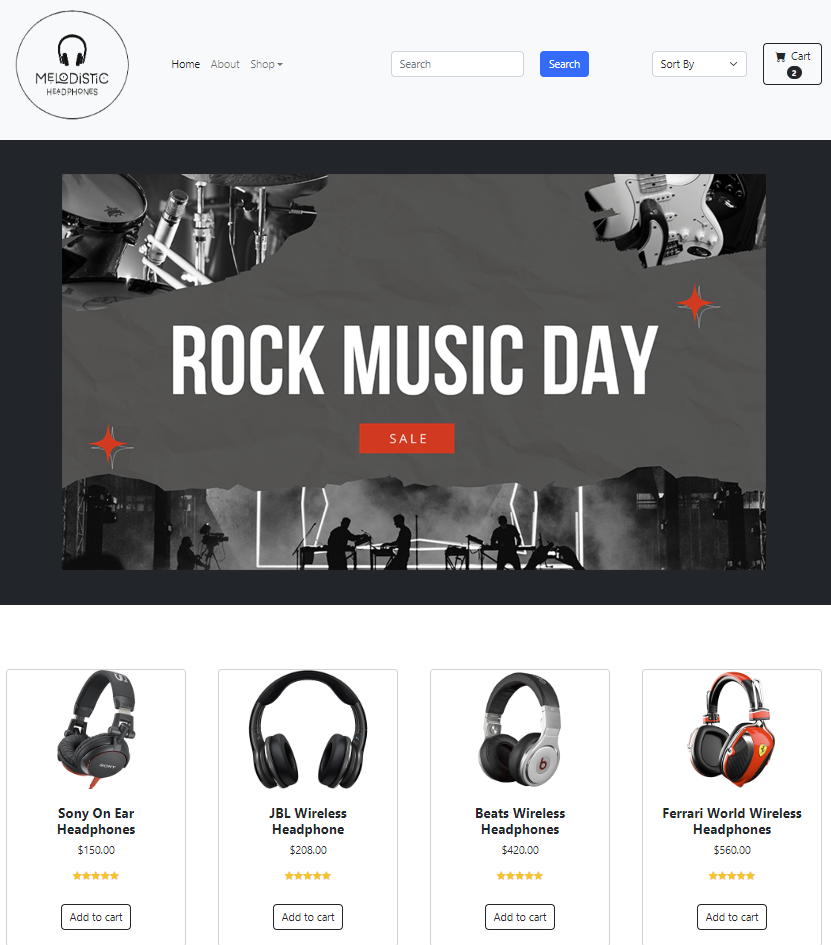 MELODISTIC
HEADPHONES
Home About Shop
Search
Search
Sort By
Cart
2
ROCK MUSIC DAY
SALE
SONY
Sony On Ear
Headphones
$150.00
Add to cart
JBL Wireless
Headphone
$208.00
Add to cart
b
Beats Wireless
Headphones
$420.00
Add to cart
Ferrari World Wireless
Headphones
$560.00
Add to cart